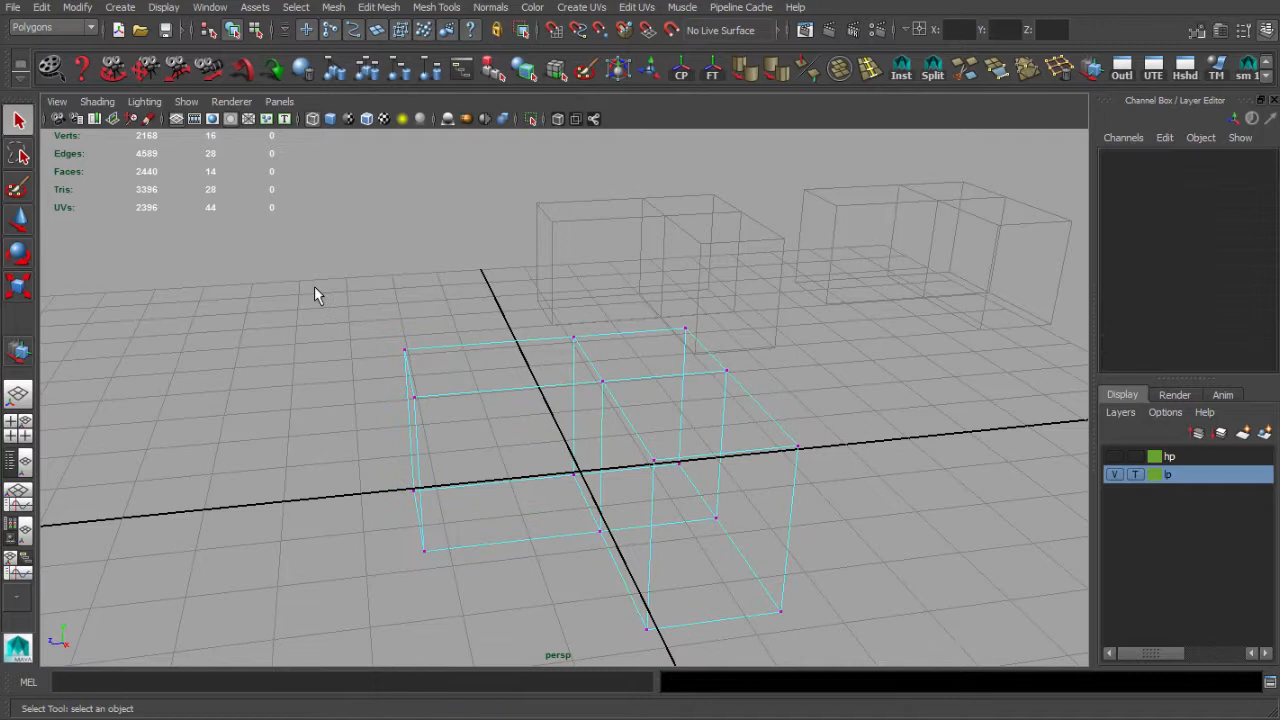 File Edit Modify Create Display Window Assets Select Mesh Edit Mesh Mesh Tools Normals Color Create UVs Edit UVs Muscle Pipeline Cache Help
Polygons No Live Surface X: Y: Z:
CP FT Inst Split Outl UTE Hshd TM sm 1
View Shading Lighting Show Renderer Panels
Channel Box / Layer Editor
Channels Edit Object Show
Verts: 2168 16 0
Edges: 4589 28 0
Faces: 2440 14 0
Tris: 3396 28 0
UVs: 2396 44 0
Display Render Anim
Layers Options Help
hp
V T lp
persp
MEL
Select Tool: select an object